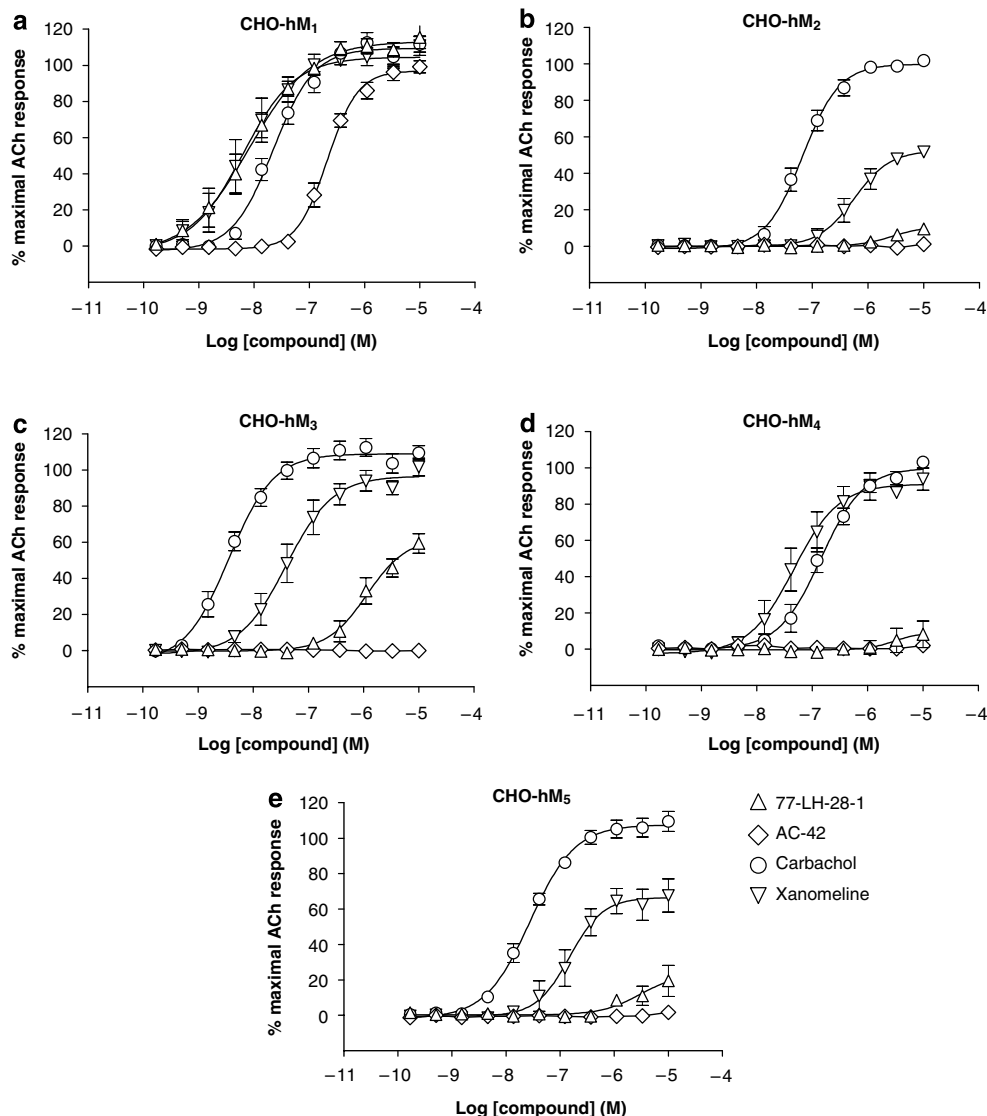 a
CHO-hM₁
% maximal ACh response
120
100
80
60
40
20
0
−11 −10 −9 −8 −7 −6 −5 −4
Log [compound] (M)
b
CHO-hM₂
% maximal ACh response
120
100
80
60
40
20
0
−11 −10 −9 −8 −7 −6 −5 −4
Log [compound] (M)
c
CHO-hM₃
% maximal ACh response
120
100
80
60
40
20
0
−11 −10 −9 −8 −7 −6 −5 −4
Log [compound] (M)
d
CHO-hM₄
% maximal ACh response
120
100
80
60
40
20
0
−11 −10 −9 −8 −7 −6 −5 −4
Log [compound] (M)
e
CHO-hM₅
% maximal ACh response
120
100
80
60
40
20
0
−11 −10 −9 −8 −7 −6 −5 −4
Log [compound] (M)
77-LH-28-1
AC-42
Carbachol
Xanomeline